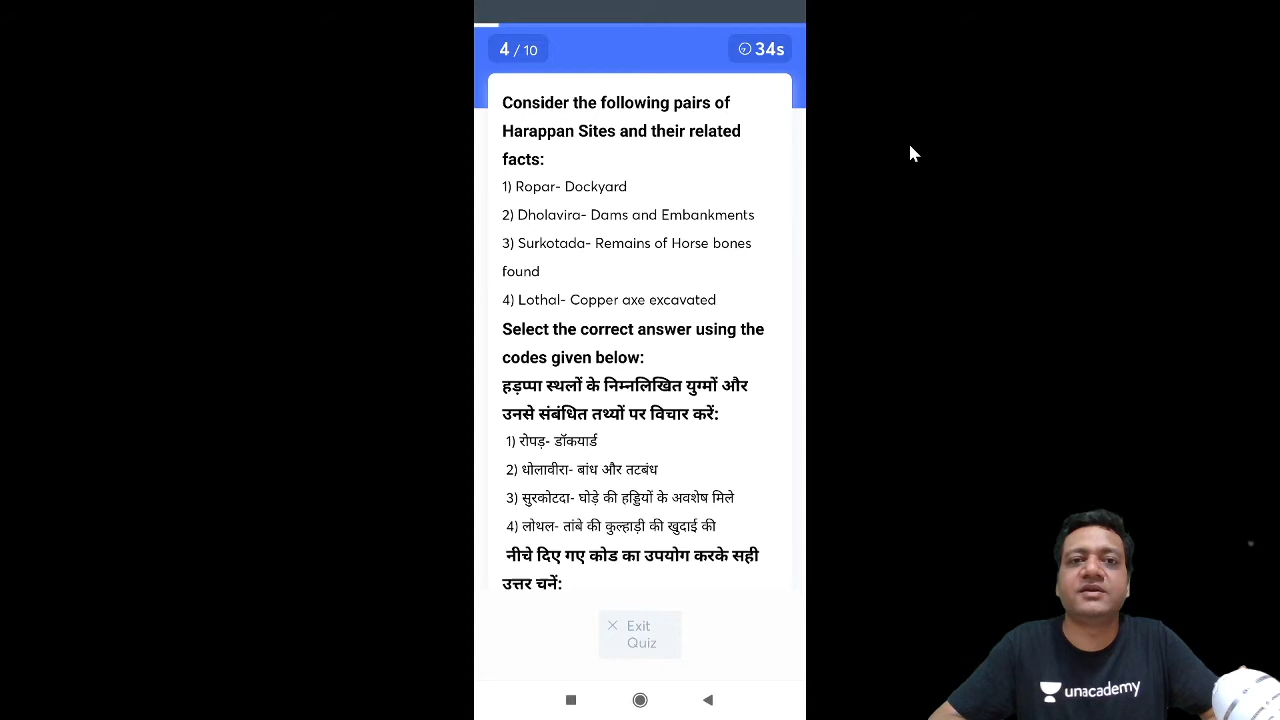 4 / 10
34s
Consider the following pairs of
Harappan Sites and their related
facts:
1) Ropar- Dockyard
2) Dholavira- Dams and Embankments
3) Surkotada- Remains of Horse bones
found
4) Lothal- Copper axe excavated
Select the correct answer using the
codes given below:
हड़प्पा स्थलों के निम्नलिखित युग्मों और
उनसे संबंधित तथ्यों पर विचार करें:
1) रोपड़- डॉकयार्ड
2) धोलावीरा- बांध और तटबंध
3) सुरकोटदा- घोड़े की हड्डियों के अवशेष मिले
4) लोथल- तांबे की कुल्हाड़ी की खुदाई की
नीचे दिए गए कोड का उपयोग करके सही
उत्तर चुनें:
Exit
Quiz
unacademy